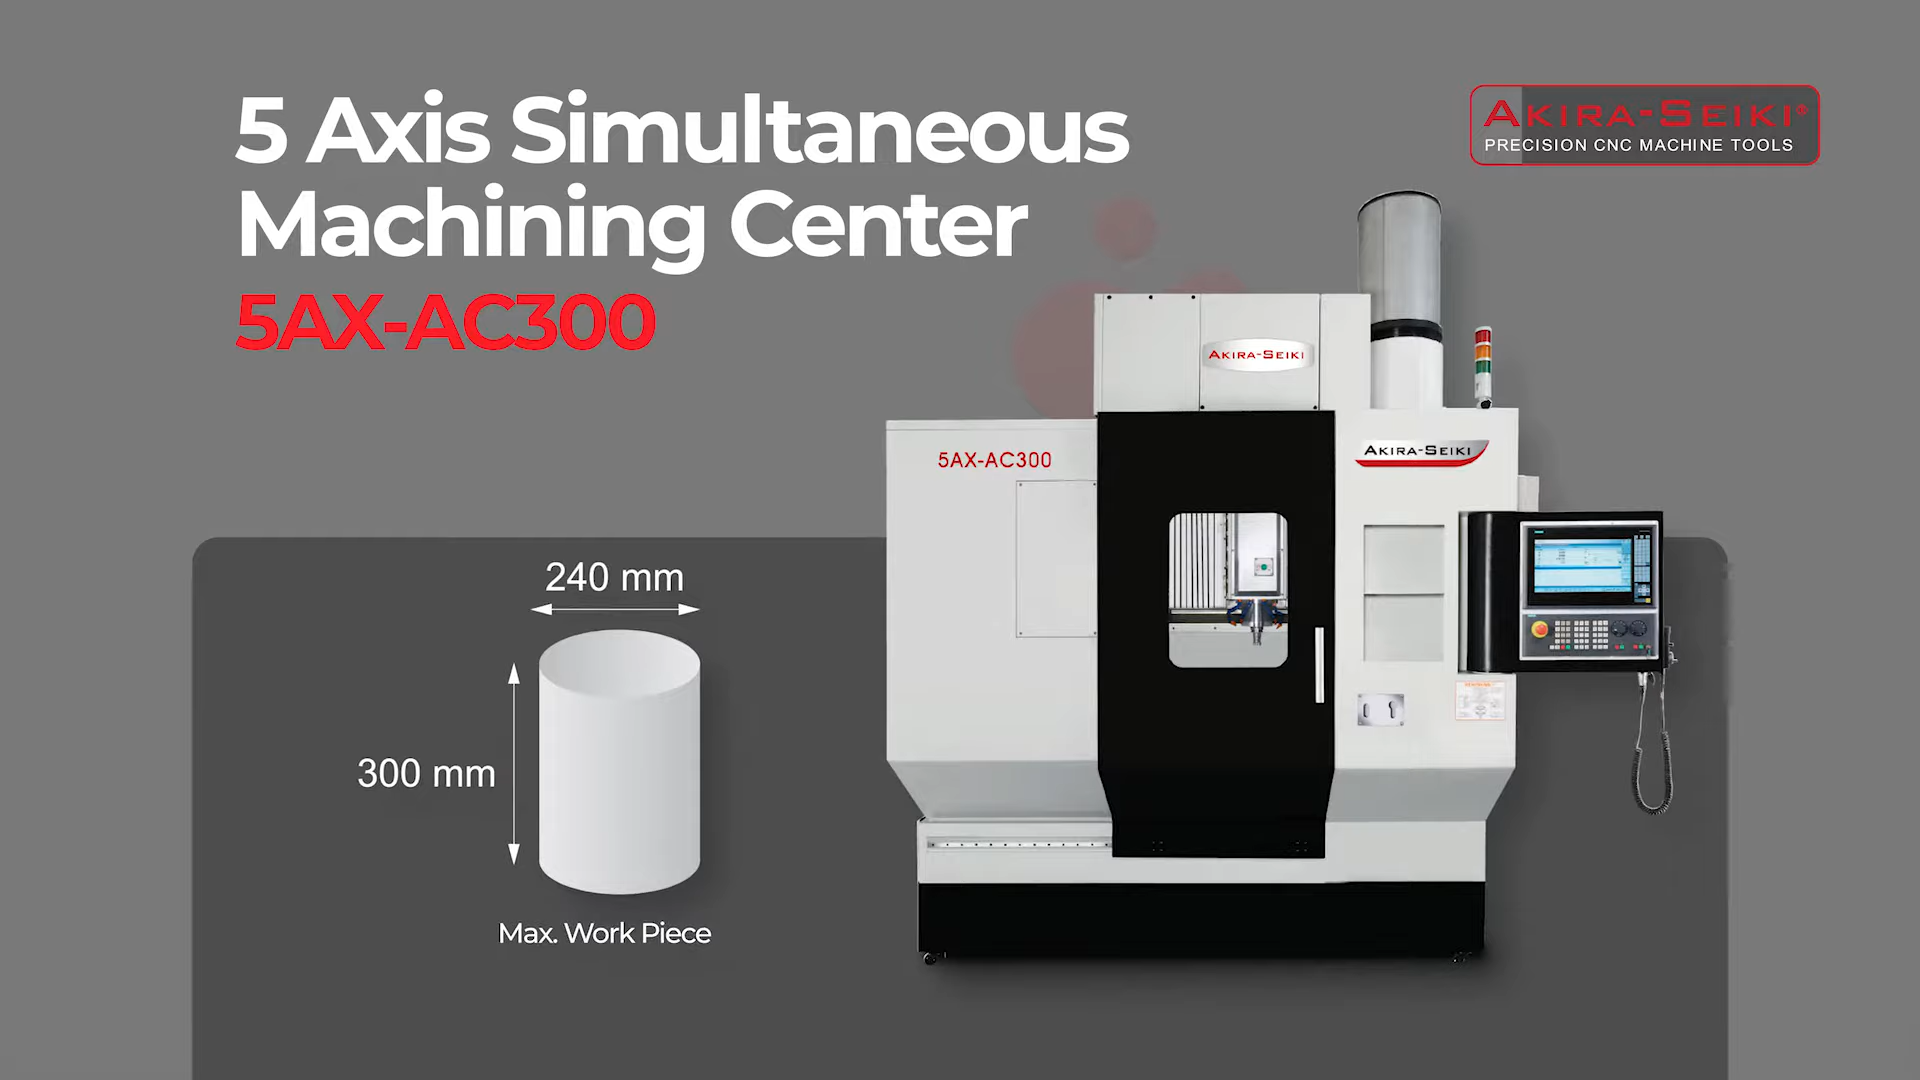 5 Axis Simultaneous
Machining Center
5AX-AC300
AKIRA-SEIKI®
PRECISION CNC MACHINE TOOLS
AKIRA-SEIKI
5AX-AC300
AKIRA-SEIKI
240 mm
300 mm
Max. Work Piece